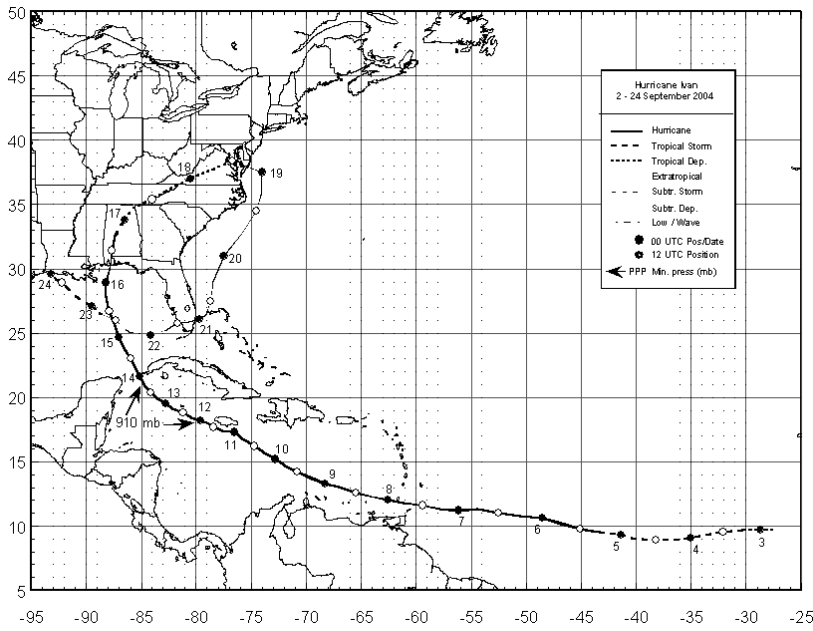 50
45
40
35
30
25
20
15
10
5
-95 -90 -85 -80 -75 -70 -65 -60 -55 -50 -45 -40 -35 -30 -25
Hurricane Ivan
2 - 24 September 2004
Hurricane
Tropical Storm
Tropical Dep.
Extratropical
Subtr. Storm
Subtr. Dep.
Low / Wave
00 UTC Pos/Date
12 UTC Position
PPP Min. press (mb)
18
19
17
20
24
16
23
21
15
22
14
13
12
910 mb
11
10
9
8
7
6
5
4
3